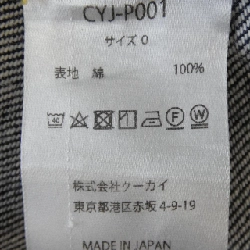 CYJ-P001
サイズ 0
表地 綿 100%
株式会社ケーカイ
東京都港区赤坂 4-9-19
MADE IN JAPAN